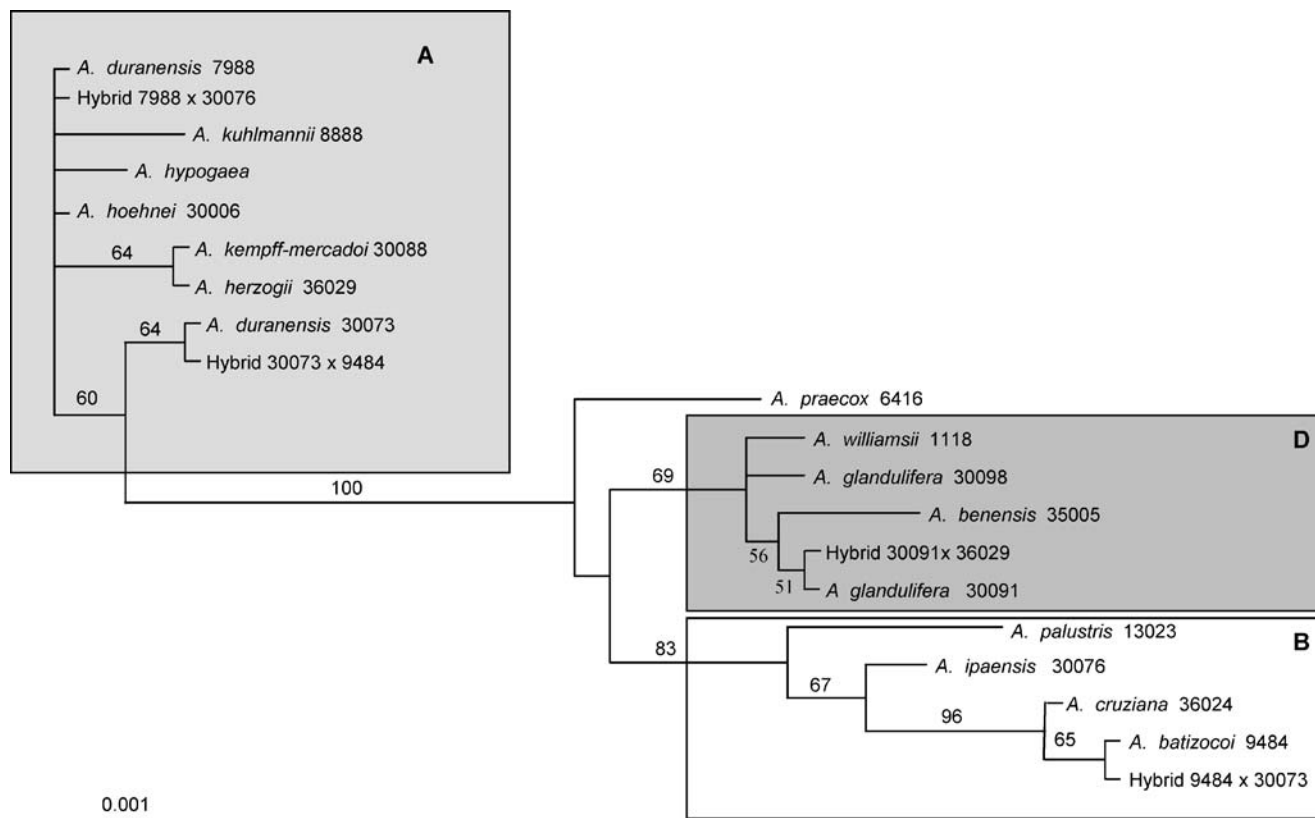 A
A. duranensis 7988
Hybrid 7988 x 30076
A. kuhlmannii 8888
A. hypogaea
A. hoehnei 30006
64
A. kempff-mercadoi 30088
A. herzogii 36029
64
A. duranensis 30073
Hybrid 30073 x 9484
60
100
A. praecox 6416
D
A. williamsii 1118
69
A. glandulifera 30098
A. benensis 35005
56
Hybrid 30091x 36029
51
A glandulifera 30091
B
A. palustris 13023
83
A. ipaensis 30076
67
A. cruziana 36024
96
65
A. batizocoi 9484
Hybrid 9484 x 30073
0.001